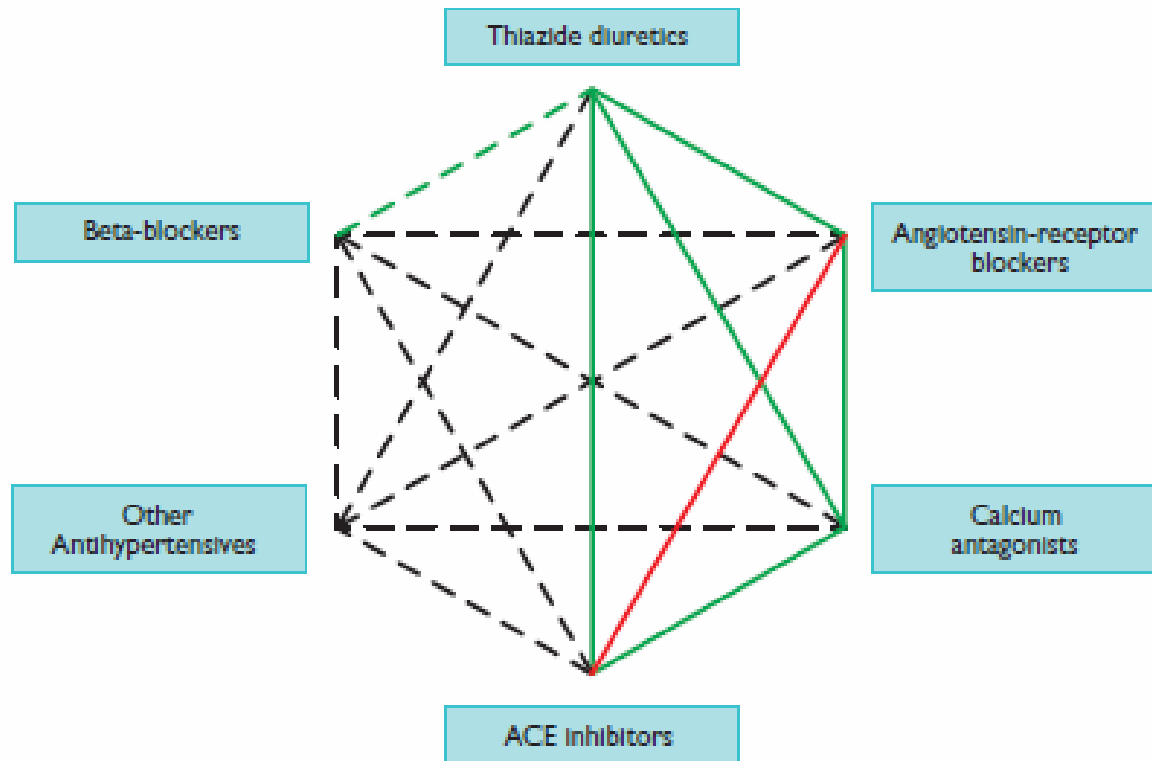 Thiazide diuretics
Beta-blockers
Angiotensin-receptor
blockers
Other
Antihypertensives
Calcium
antagonists
ACE inhibitors